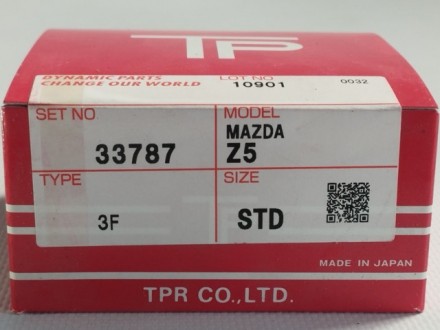 TP
DYNAMIC PARTS
CHANGE OUR WORLD
LOT NO
10901
0032
SET NO
33787
MODEL
MAZDA
Z5
TYPE
3F
SIZE
STD
MADE IN JAPAN
TPR CO.,LTD.